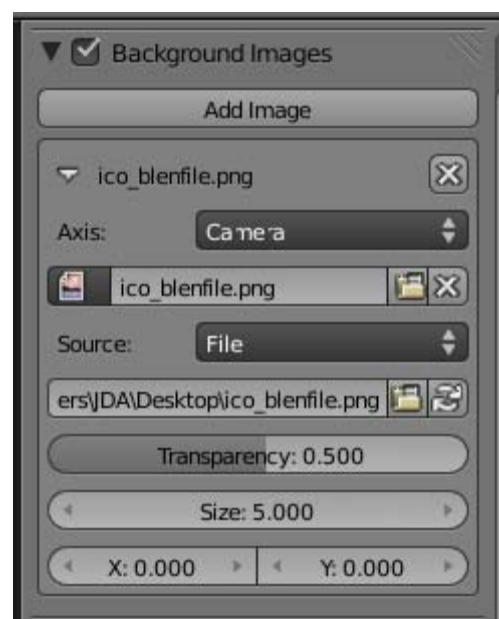 Background Images
Add Image
ico_blenfile.png
Axis: Camera
ico_blenfile.png
Source: File
ers\JDA\Desktop\ico_blenfile.png
Transparency: 0.500
Size: 5.000
X: 0.000 Y: 0.000